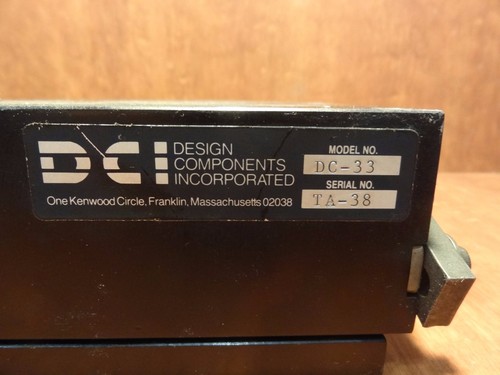 DCI
DESIGN
COMPONENTS
INCORPORATED
One Kenwood Circle, Franklin, Massachusetts 02038
MODEL NO.
DC-33
SERIAL NO.
TA-38